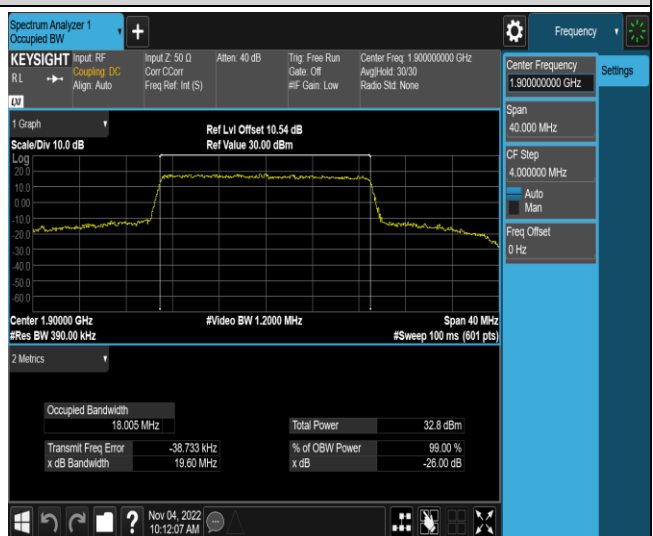 Spectrum Analyzer 1
Occupied BW
+
Frequency
KEYSIGHT
RL
LXI
Input: RF
Coupling: DC
Align: Auto
Input Z: 50 Ω
Corr CCorr
Freq Ref: Int (S)
Atten: 40 dB
Trig: Free Run
Gate: Off
#IF Gain: Low
Center Freq: 1.900000000 GHz
Avg|Hold: 30/30
Radio Std: None
Center Frequency
1.900000000 GHz
Settings
Span
40.000 MHz
CF Step
4.000000 MHz
Auto
Man
Freq Offset
0 Hz
1 Graph
Scale/Div 10.0 dB
Ref Lvl Offset 10.54 dB
Ref Value 30.00 dBm
Log
20.0
10.0
0.00
-10.0
-20.0
-30.0
-40.0
-50.0
-60.0
Center 1.90000 GHz
#Video BW 1.2000 MHz
Span 40 MHz
#Res BW 390.00 kHz
#Sweep 100 ms (601 pts)
2 Metrics
Occupied Bandwidth
18.005 MHz
Total Power 32.8 dBm
Transmit Freq Error -38.733 kHz
% of OBW Power 99.00 %
x dB Bandwidth 19.60 MHz
x dB -26.00 dB
?
Nov 04, 2022
10:12:07 AM